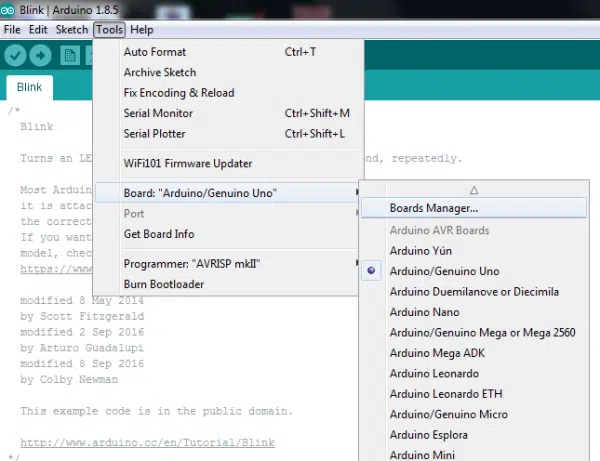 Blink | Arduino 1.8.5
File Edit Sketch Tools Help
Blink
Auto Format Ctrl+T
Archive Sketch
Fix Encoding & Reload
Serial Monitor Ctrl+Shift+M
Serial Plotter Ctrl+Shift+L
WiFi101 Firmware Updater
Board: "Arduino/Genuino Uno"
Port
Get Board Info
Programmer: "AVRISP mkII"
Burn Bootloader
Boards Manager...
Arduino AVR Boards
Arduino Yún
Arduino/Genuino Uno
Arduino Duemilanove or Diecimila
Arduino Nano
Arduino/Genuino Mega or Mega 2560
Arduino Mega ADK
Arduino Leonardo
Arduino Leonardo ETH
Arduino/Genuino Micro
Arduino Esplora
Arduino Mini
/*
Blink
Turns an LE nd, repeatedly.
Most Arduin
it is attac
the correct
If you want
model, chec
https://www
modified 8 May 2014
by Scott Fitzgerald
modified 2 Sep 2016
by Arturo Guadalupi
modified 8 Sep 2016
by Colby Newman
This example code is in the public domain.
http://www.arduino.cc/en/Tutorial/Blink
*/